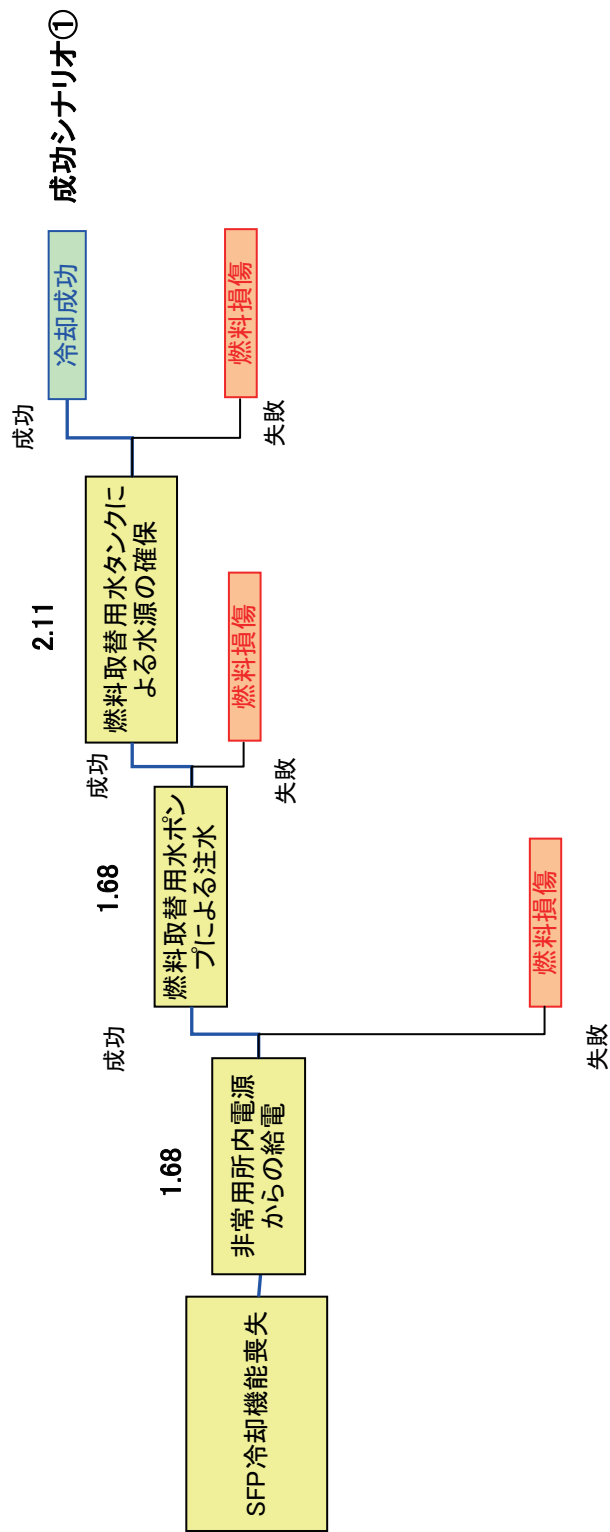 SFP冷却機能喪失
1.68
非常用所内電源
からの給電
成功
失敗
燃料損傷
1.68
燃料取替用水ポン
プによる注水
成功
失敗
燃料損傷
2.11
燃料取替用水タンクに
よる水源の確保
成功
失敗
冷却成功
燃料損傷
成功シナリオ①